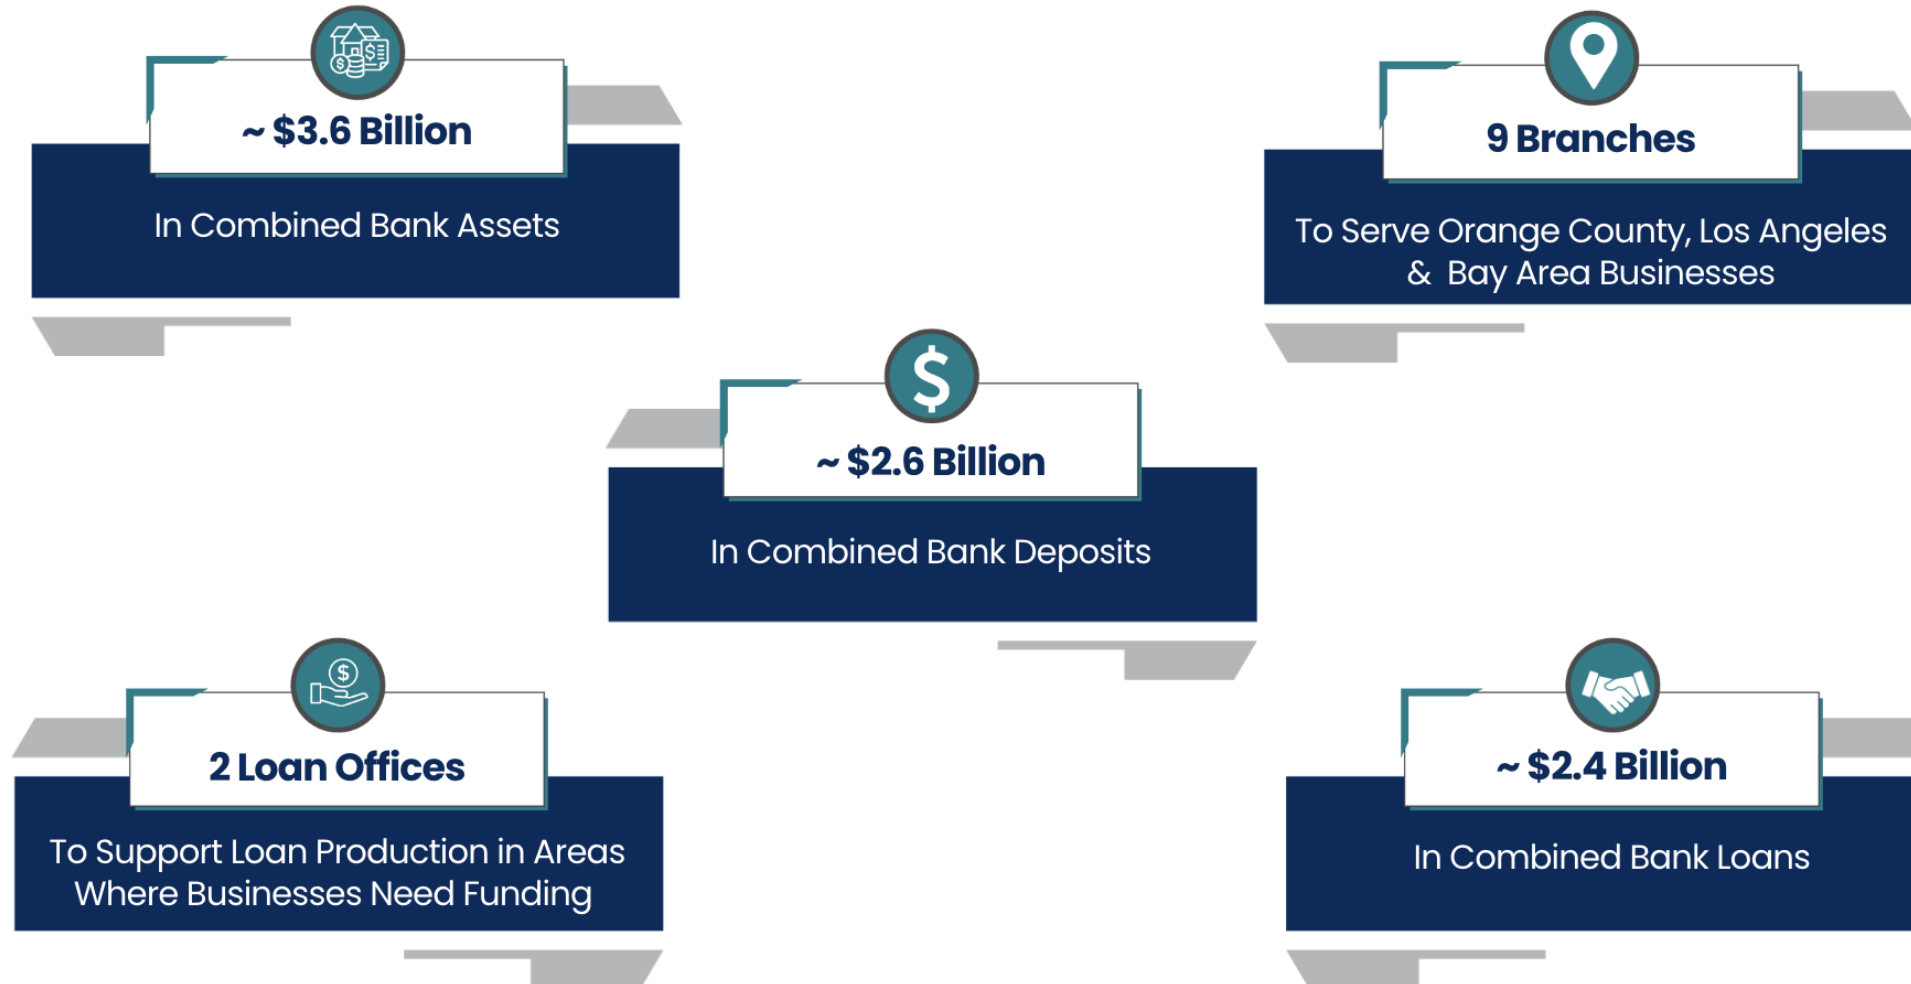 ~ $3.6 Billion
In Combined Bank Assets
9 Branches
To Serve Orange County, Los Angeles
& Bay Area Businesses
~ $2.6 Billion
In Combined Bank Deposits
2 Loan Offices
To Support Loan Production in Areas
Where Businesses Need Funding
~ $2.4 Billion
In Combined Bank Loans